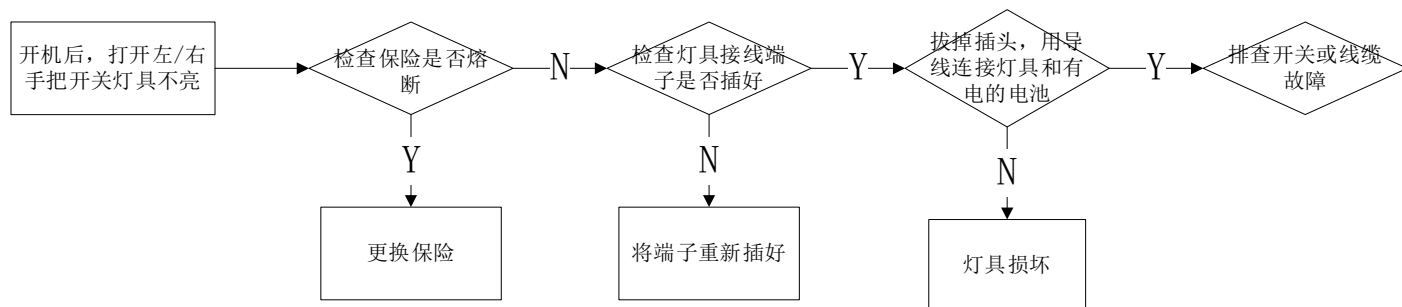 开机后，打开左/右
手把开关灯具不亮
检查保险是否熔
断
N
检查灯具接线端
子是否插好
Y
拔掉插头，用导
线连接灯具和有
电的电池
Y
排查开关或线缆
故障
Y
N
N
更换保险
将端子重新插好
灯具损坏